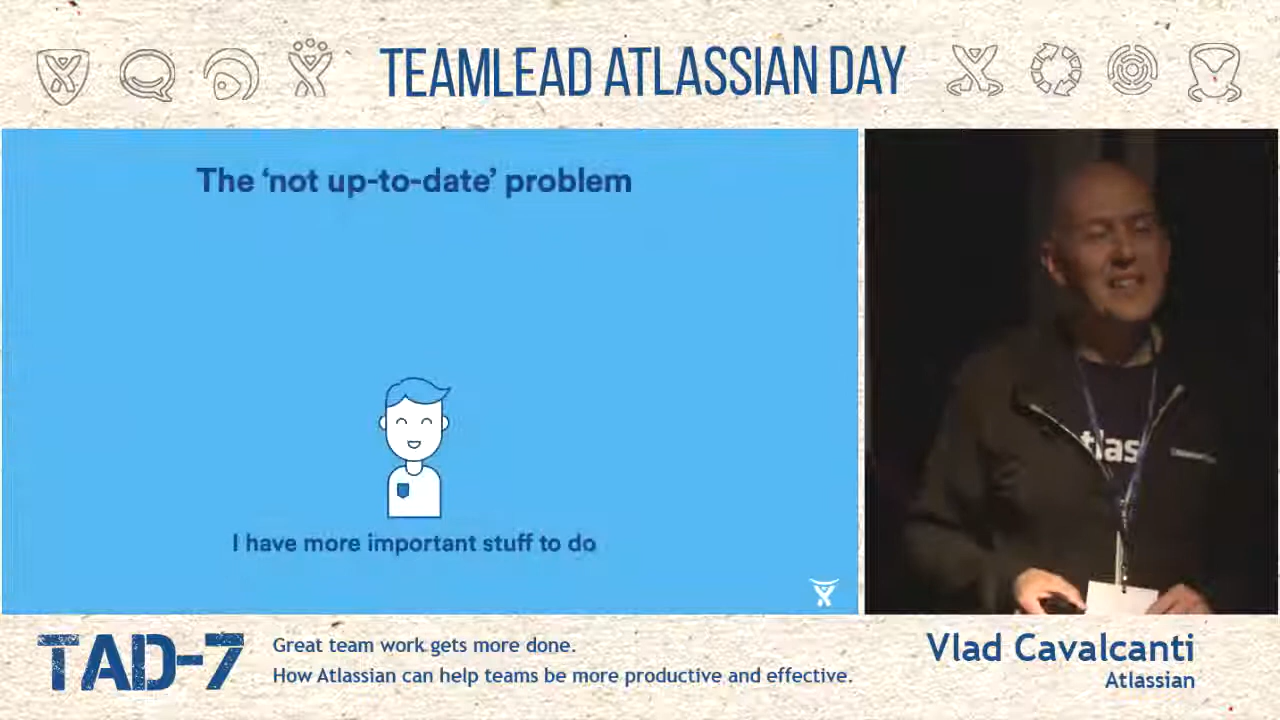 TEAMLEAD ATLASSIAN DAY
The ‘not up-to-date’ problem
I have more important stuff to do
tlas
TAD-7
Great team work gets more done.
How Atlassian can help teams be more productive and effective.
Vlad Cavalcanti
Atlassian